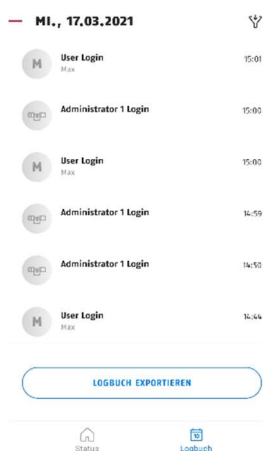 MI., 17.03.2021
M
User Login
Max
15:01
Administrator 1 Login
15:00
M
User Login
Max
15:00
Administrator 1 Login
14:59
Administrator 1 Login
14:50
M
User Login
Max
14:44
LOGBUCH EXPORTIEREN
Status
Logbuch